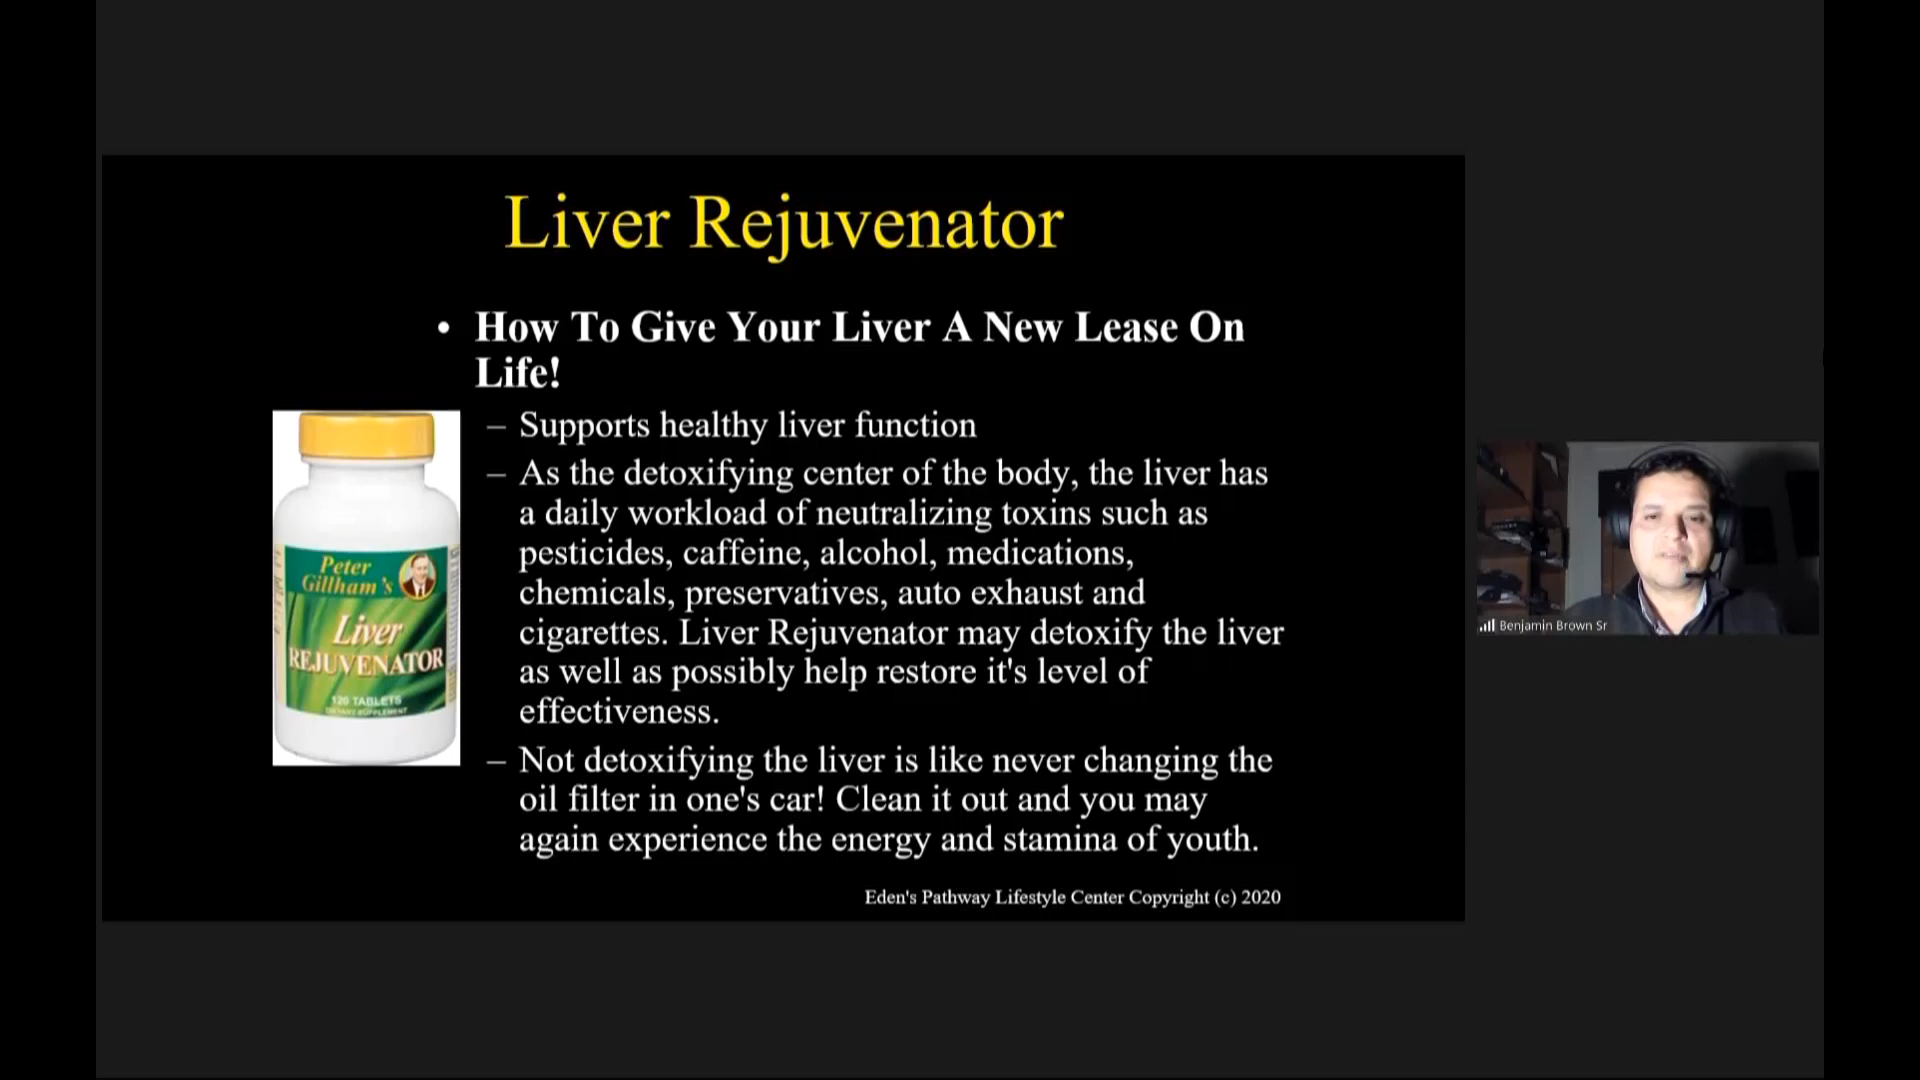 Liver Rejuvenator
• How To Give Your Liver A New Lease On
Life!
– Supports healthy liver function
– As the detoxifying center of the body, the liver has
a daily workload of neutralizing toxins such as
pesticides, caffeine, alcohol, medications,
chemicals, preservatives, auto exhaust and
cigarettes. Liver Rejuvenator may detoxify the liver
as well as possibly help restore it's level of
effectiveness.
– Not detoxifying the liver is like never changing the
oil filter in one's car! Clean it out and you may
again experience the energy and stamina of youth.
Eden's Pathway Lifestyle Center Copyright (c) 2020
Peter
Gillham's
Liver
REJUVENATOR
120 TABLETS
DIETARY SUPPLEMENT
Benjamin Brown Sr